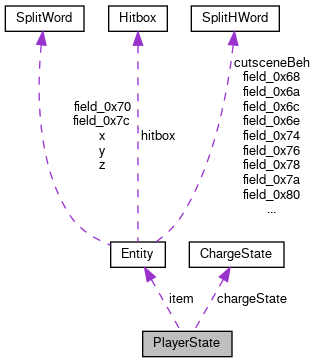 SplitWord
Hitbox
SplitHWord
field_0x70
field_0x7c
x
y
z
hitbox
cutsceneBeh
field_0x68
field_0x6a
field_0x6c
field_0x6e
field_0x74
field_0x76
field_0x78
field_0x7a
field_0x80
...
Entity
ChargeState
item
chargeState
PlayerState